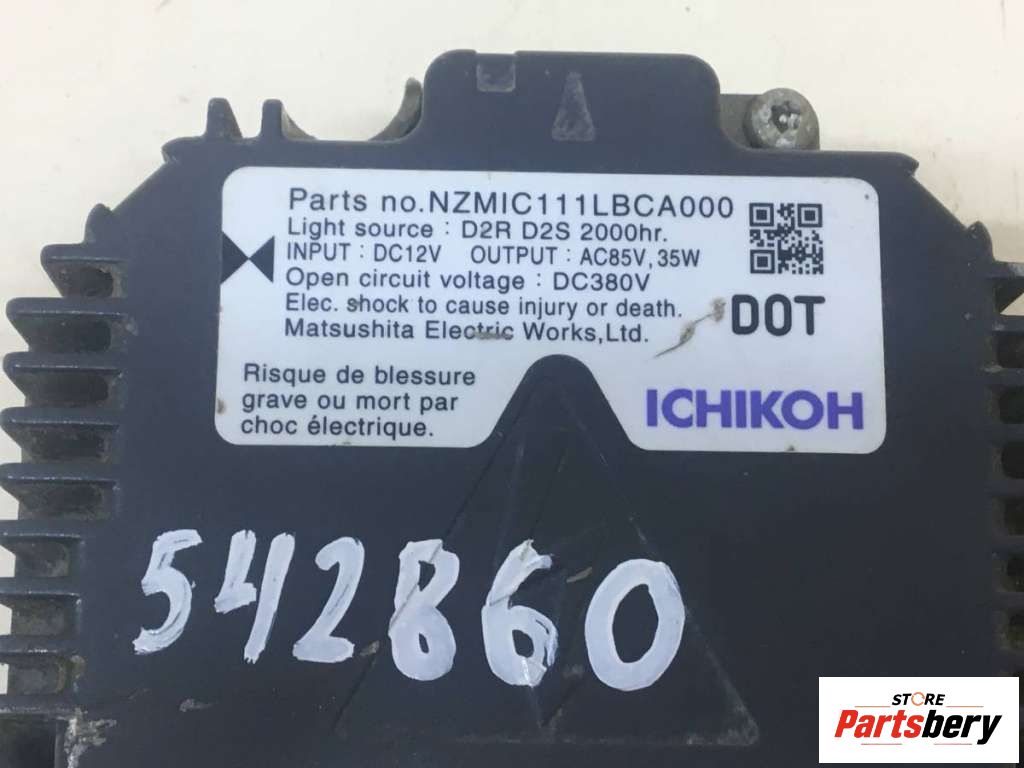 Parts no.NZMIC111LBCA000
Light source : D2R D2S 2000hr.
INPUT : DC12V OUTPUT : AC85V,35W
Open circuit voltage : DC380V
Elec. shock to cause injury or death.
Matsushita Electric Works,Ltd.
DOT
Risque de blessure
grave ou mort par
choc électrique.
ICHIKOH
542860
STORE
Partsbery